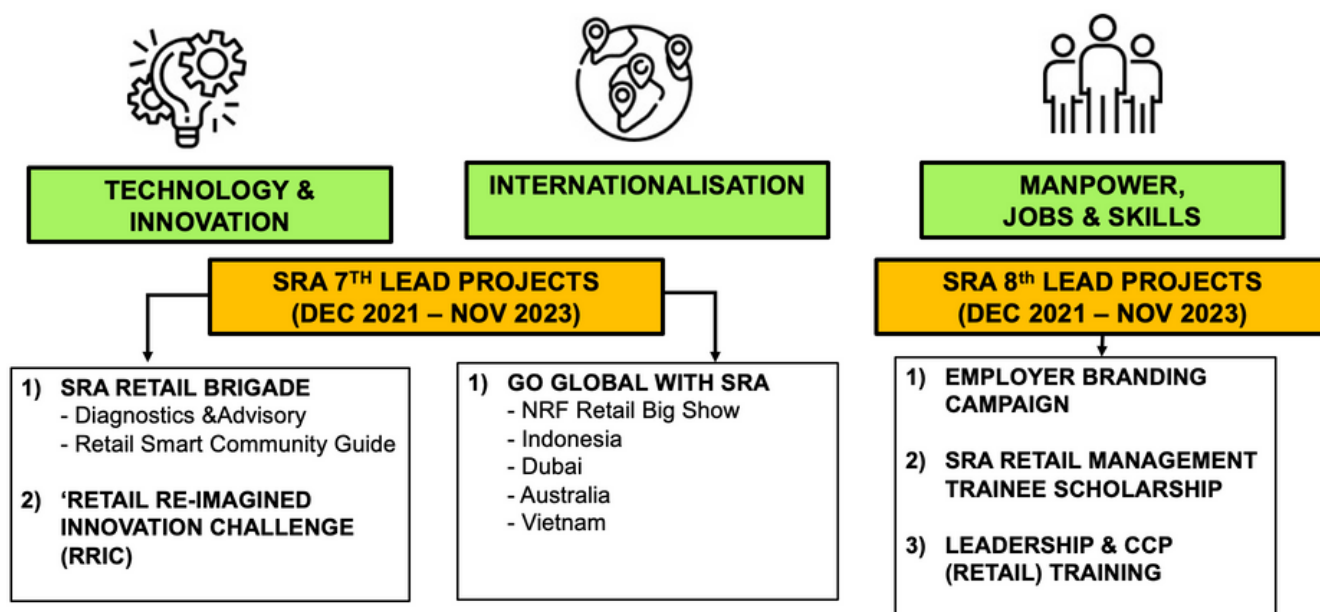 TECHNOLOGY &
INNOVATION
INTERNATIONALISATION
MANPOWER,
JOBS & SKILLS
SRA 7TH LEAD PROJECTS
(DEC 2021 – NOV 2023)
SRA 8th LEAD PROJECTS
(DEC 2021 – NOV 2023)
1) SRA RETAIL BRIGADE
- Diagnostics &Advisory
- Retail Smart Community Guide
2) ‘RETAIL RE-IMAGINED
INNOVATION CHALLENGE
(RRIC)
1) GO GLOBAL WITH SRA
- NRF Retail Big Show
- Indonesia
- Dubai
- Australia
- Vietnam
1) EMPLOYER BRANDING
CAMPAIGN
2) SRA RETAIL MANAGEMENT
TRAINEE SCHOLARSHIP
3) LEADERSHIP & CCP
(RETAIL) TRAINING